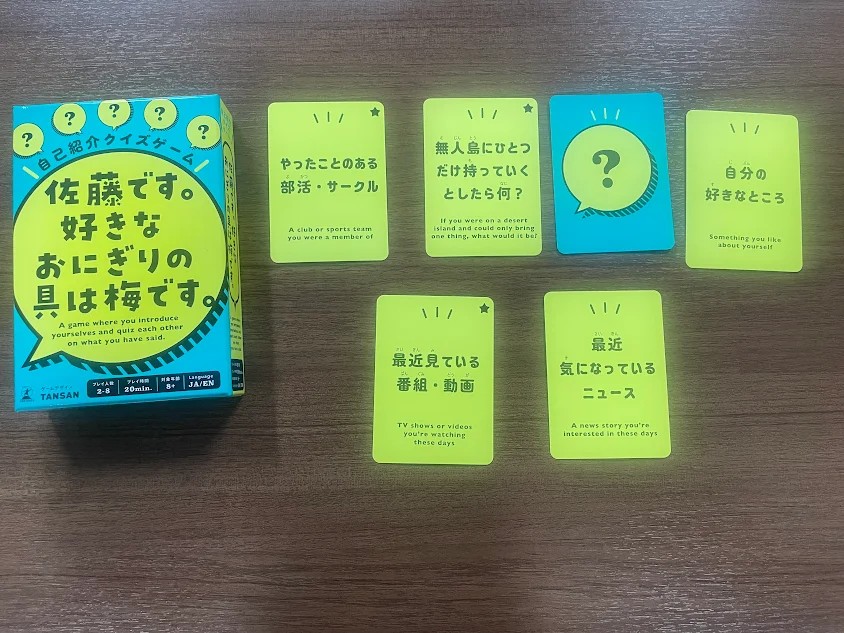 ? ? ? ? ?
自己紹介クイズゲーム
佐藤です。
好きな
おにぎりの
具は梅です。
A game where you introduce
yourselves and quiz each other
on what you have said.
ゲームデザイン
TANSAN
プレイ人数
2-8
プレイ時間
20min.
対象年齢
8+
Language
JA/EN
やったことのある
部活・サークル
A club or sports team
you were a member of
無人島にひとつ
だけ持っていく
としたら何？
If you were on a desert
island and could only bring
one thing, what would it be?
?
自分の
好きなところ
Something you like
about yourself
最近見ている
番組・動画
TV shows or videos
you're watching
these days
最近
気になっている
ニュース
A news story you're
interested in these days